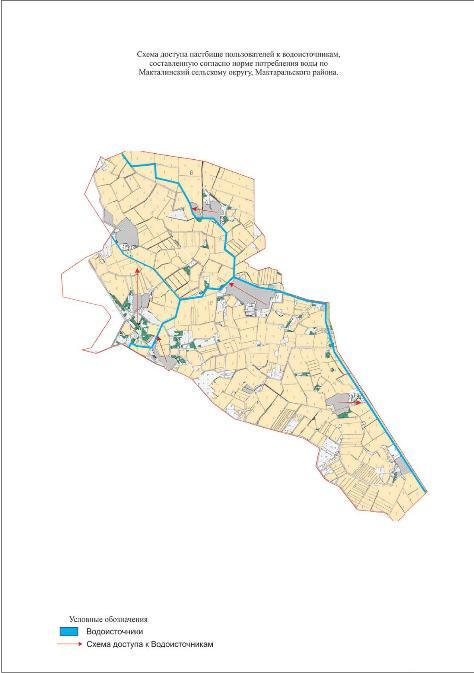 Схема доступа пастбище пользователей к водоисточникам,
составленную согласно норме потребления воды по
Макталинский сельскому округу, Мактаральского района.
Условные обозначения
Водоисточники
Схема доступа к Водоисточникам